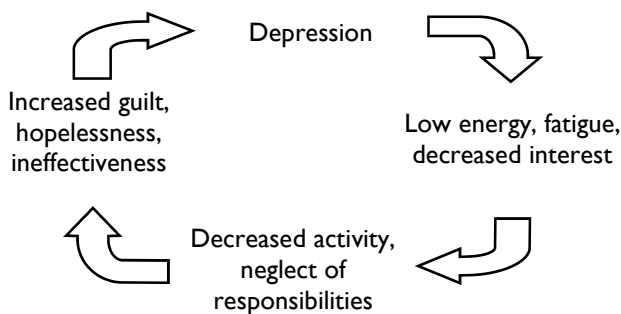 Depression
Low energy, fatigue,
decreased interest
Decreased activity,
neglect of
responsibilities
Increased guilt,
hopelessness,
ineffectiveness